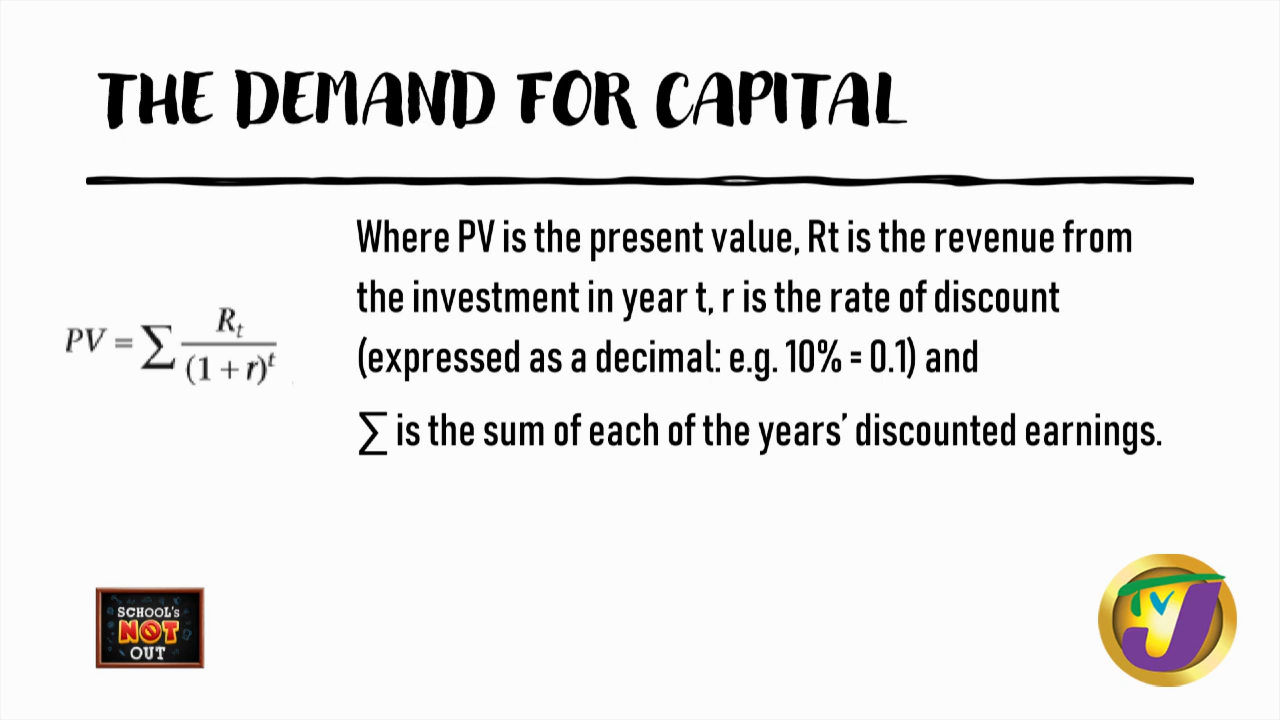 THE DEMAND FOR CAPITAL
Where PV is the present value, Rt is the revenue from
the investment in year t, r is the rate of discount
(expressed as a decimal: e.g. 10% = 0.1) and
∑ is the sum of each of the years’ discounted earnings.
PV = ∑ Rt / (1 + r)^t
SCHOOL's
NOT
OUT
TVJ